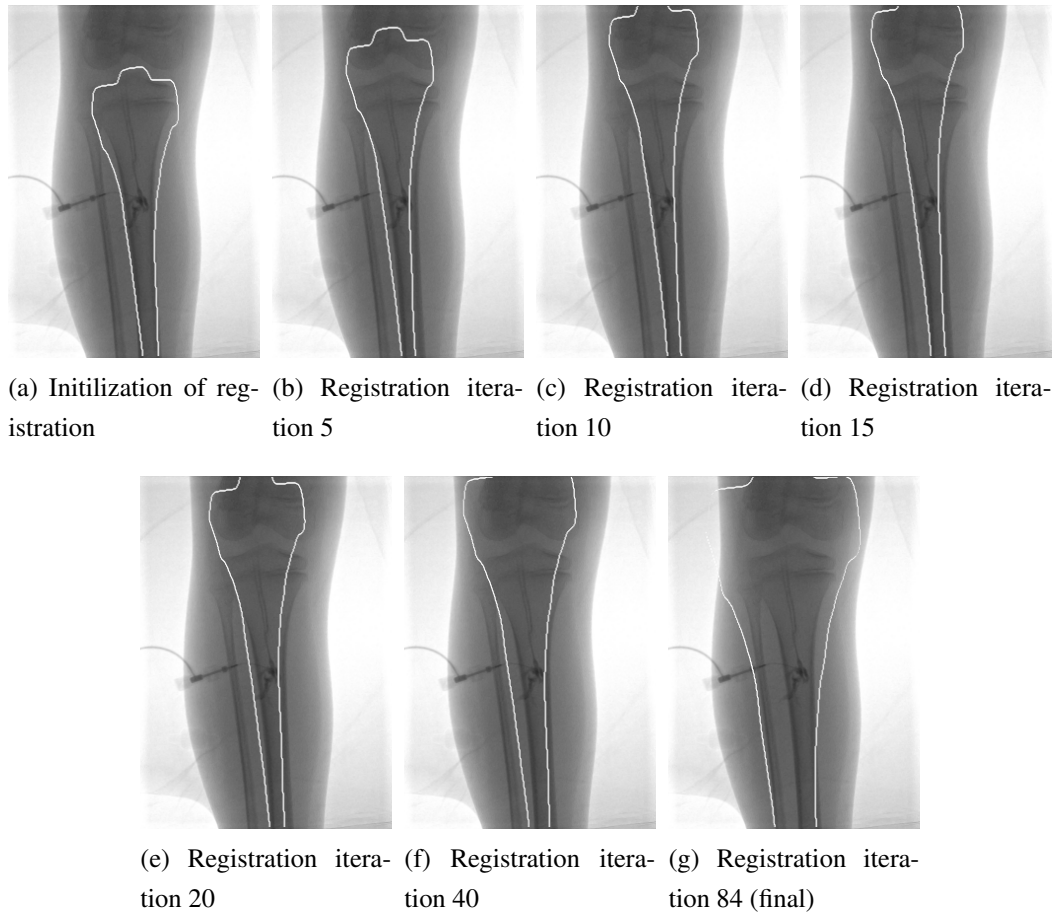 (a) Initilization of reg-
istration
(b) Registration itera-
tion 5
(c) Registration itera-
tion 10
(d) Registration itera-
tion 15
(e) Registration itera-
tion 20
(f) Registration itera-
tion 40
(g) Registration itera-
tion 84 (final)